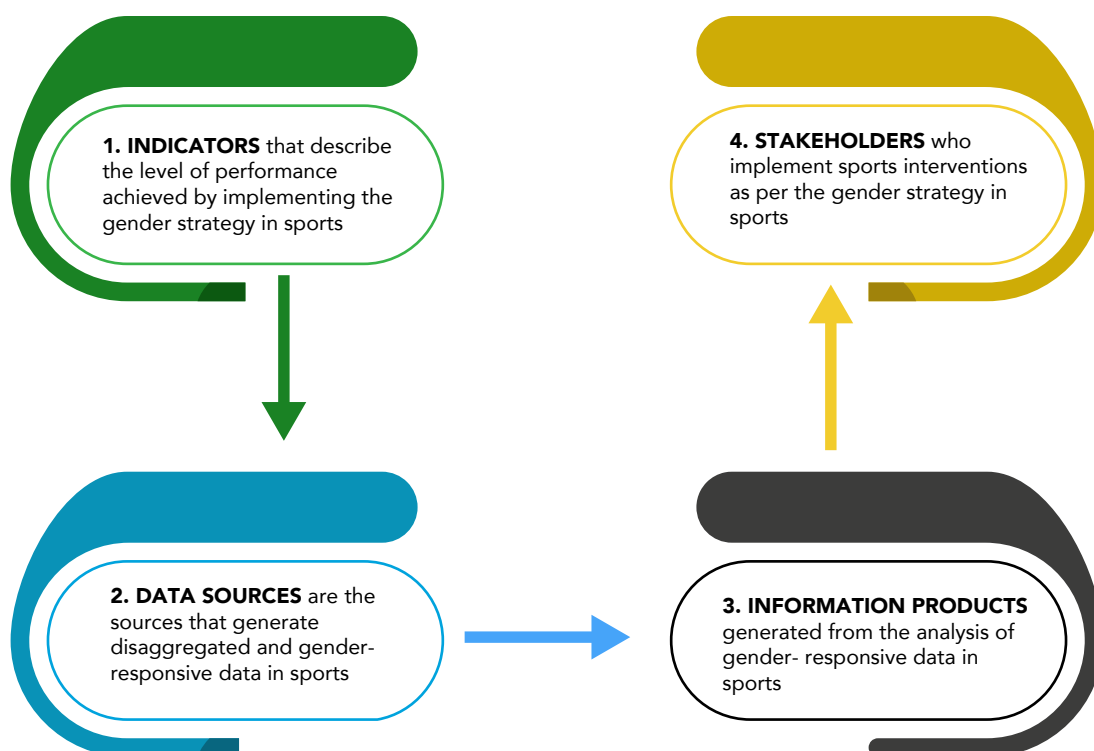 1. INDICATORS that describe
the level of performance
achieved by implementing the
gender strategy in sports
2. DATA SOURCES are the
sources that generate
disaggregated and gender-
responsive data in sports
3. INFORMATION PRODUCTS
generated from the analysis of
gender- responsive data in
sports
4. STAKEHOLDERS who
implement sports interventions
as per the gender strategy in
sports